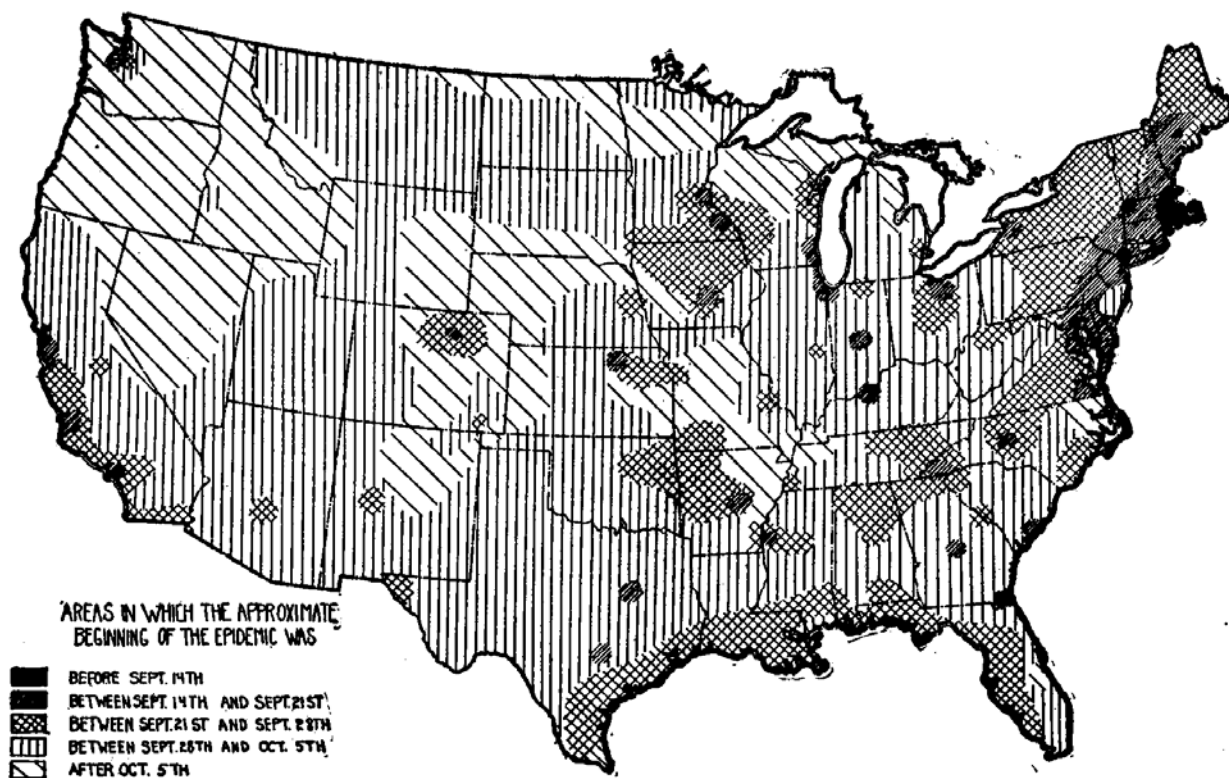 AREAS IN WHICH THE APPROXIMATE
BEGINNING OF THE EPIDEMIC WAS
BEFORE SEPT. 14TH
BETWEEN SEPT. 14TH AND SEPT. 21ST
BETWEEN SEPT. 21ST AND SEPT. 28TH
BETWEEN SEPT. 28TH AND OCT. 5TH
AFTER OCT. 5TH